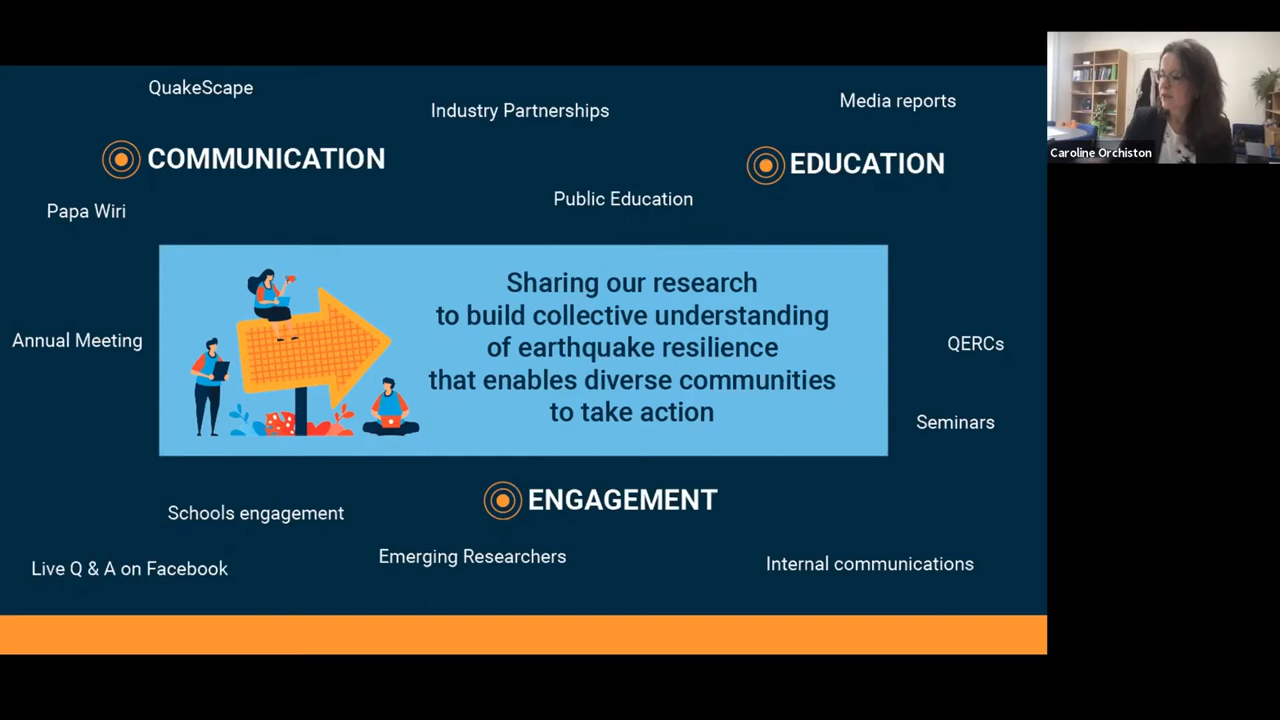 QuakeScape
Industry Partnerships
Media reports
COMMUNICATION
EDUCATION
Papa Wiri
Public Education
Sharing our research
to build collective understanding
of earthquake resilience
that enables diverse communities
to take action
Annual Meeting
QERCs
Seminars
ENGAGEMENT
Schools engagement
Emerging Researchers
Live Q & A on Facebook
Internal communications
Caroline Orchiston